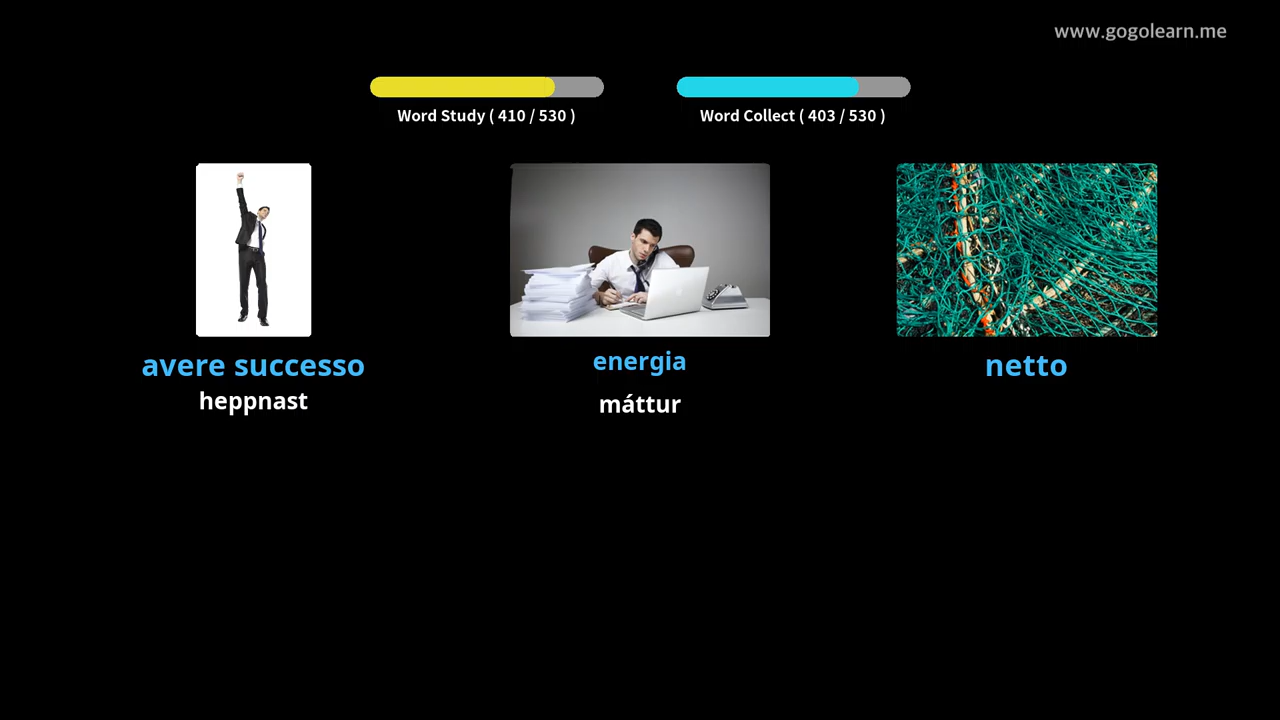 www.gogolearn.me
Word Study ( 410 / 530 )
Word Collect ( 403 / 530 )
avere successo
heppnast
energia
máttur
netto